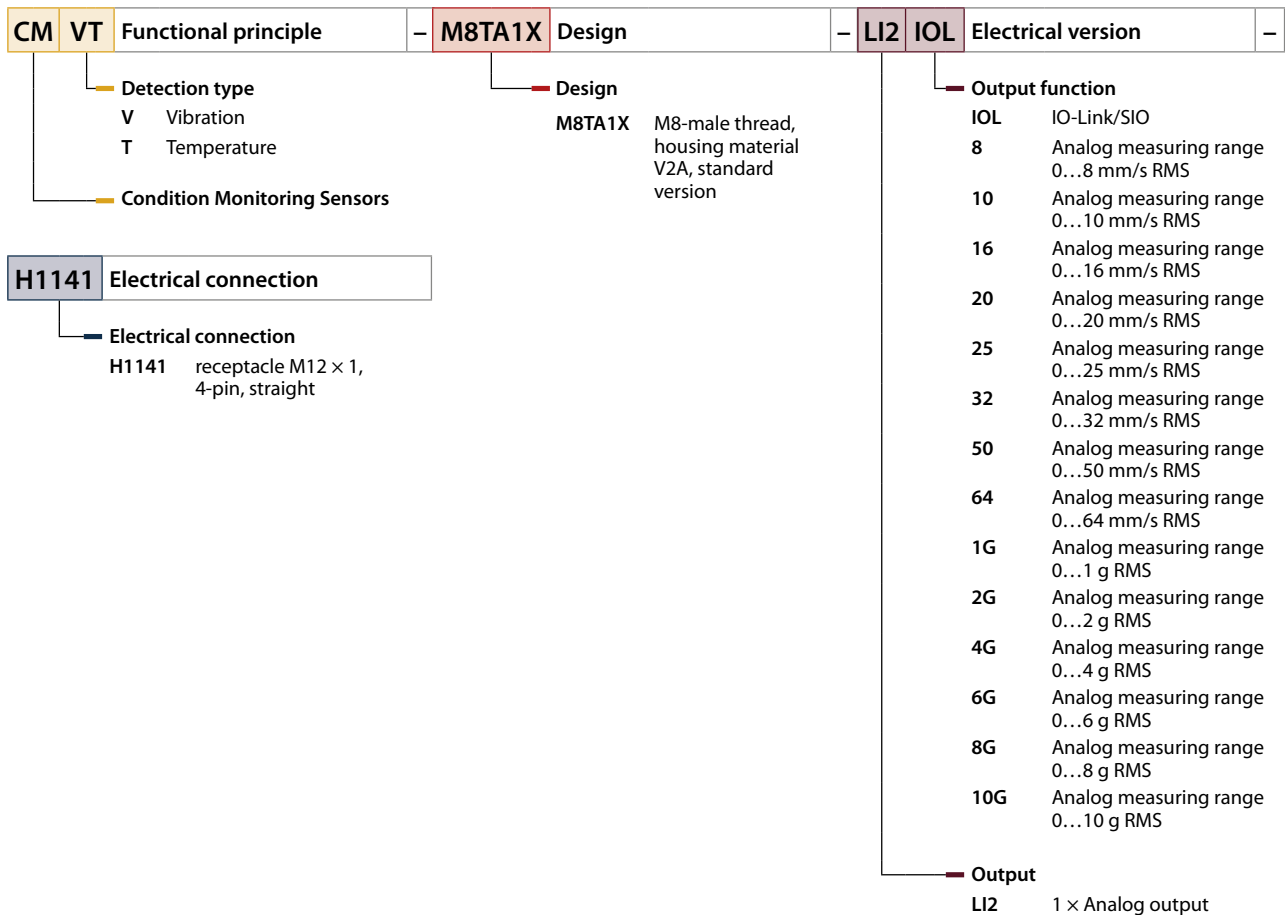 CM VT Functional principle – M8TA1X Design – LI2 IOL Electrical version –
Detection type
V Vibration
T Temperature
Condition Monitoring Sensors
Design
M8TA1X M8-male thread,
housing material
V2A, standard
version
Output function
IOL IO-Link/SIO
8 Analog measuring range
0…8 mm/s RMS
10 Analog measuring range
0…10 mm/s RMS
16 Analog measuring range
0…16 mm/s RMS
20 Analog measuring range
0…20 mm/s RMS
25 Analog measuring range
0…25 mm/s RMS
32 Analog measuring range
0…32 mm/s RMS
50 Analog measuring range
0…50 mm/s RMS
64 Analog measuring range
0…64 mm/s RMS
1G Analog measuring range
0…1 g RMS
2G Analog measuring range
0…2 g RMS
4G Analog measuring range
0…4 g RMS
6G Analog measuring range
0…6 g RMS
8G Analog measuring range
0…8 g RMS
10G Analog measuring range
0…10 g RMS
Output
LI2 1 × Analog output
H1141 Electrical connection
Electrical connection
H1141 receptacle M12 × 1,
4-pin, straight